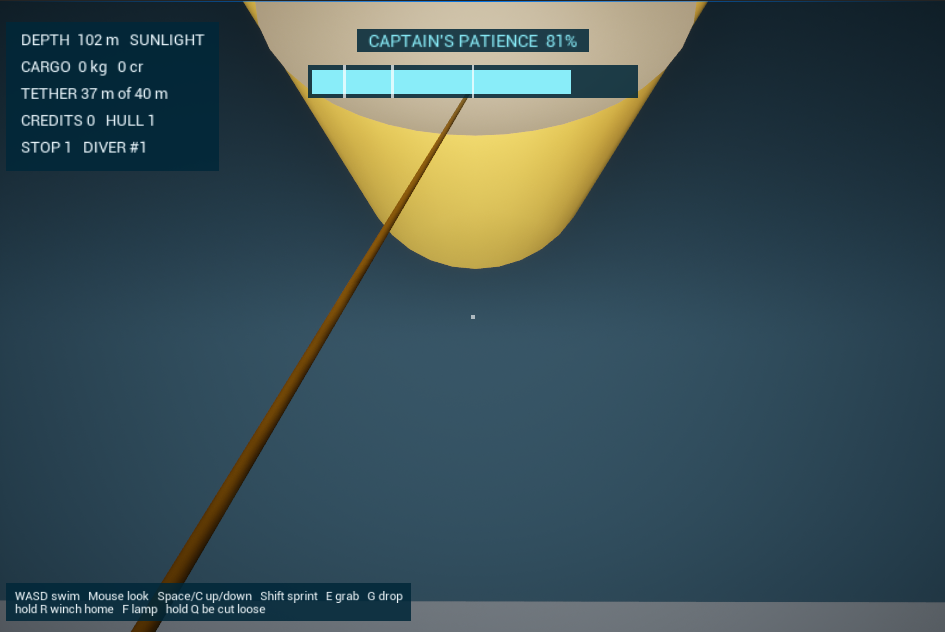 DEPTH 102 m SUNLIGHT
CARGO 0 kg 0 cr
TETHER 37 m of 40 m
CREDITS 0 HULL 1
STOP 1 DIVER #1
CAPTAIN'S PATIENCE 81%
WASD swim Mouse look Space/C up/down Shift sprint E grab G drop
hold R winch home F lamp hold Q be cut loose